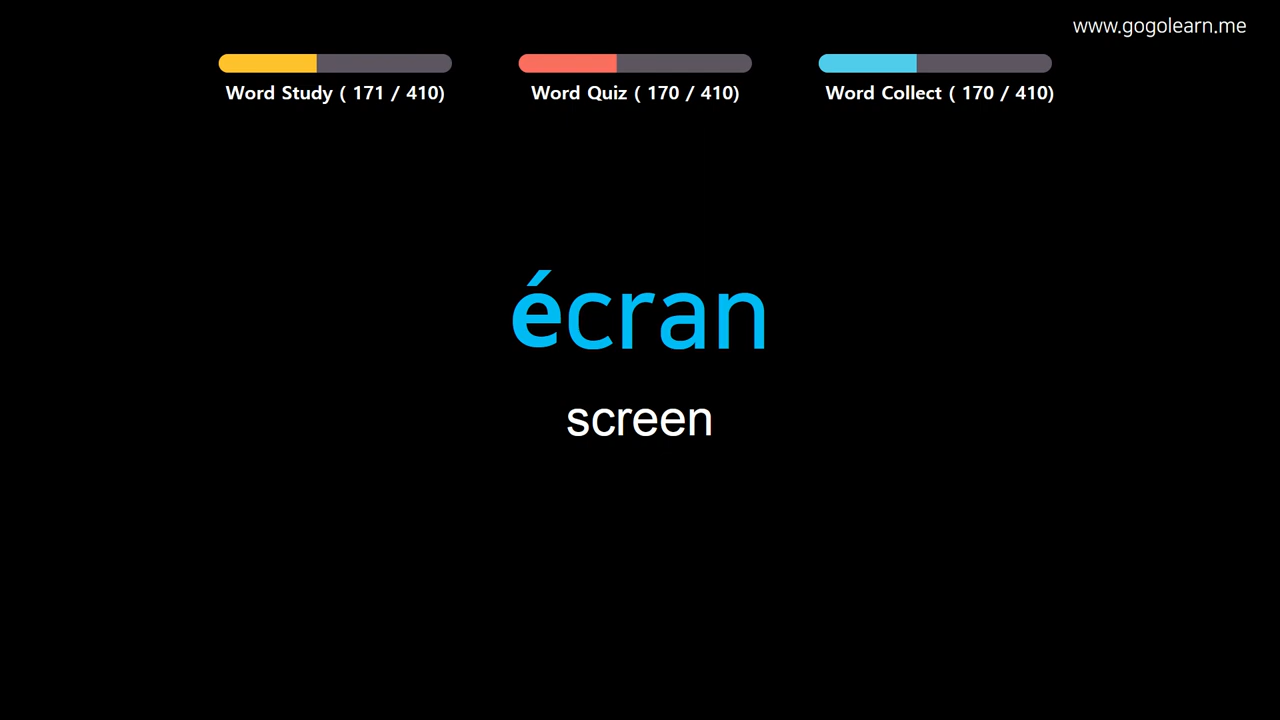 www.gogolearn.me
Word Study ( 171 / 410)
Word Quiz ( 170 / 410)
Word Collect ( 170 / 410)
écran
screen